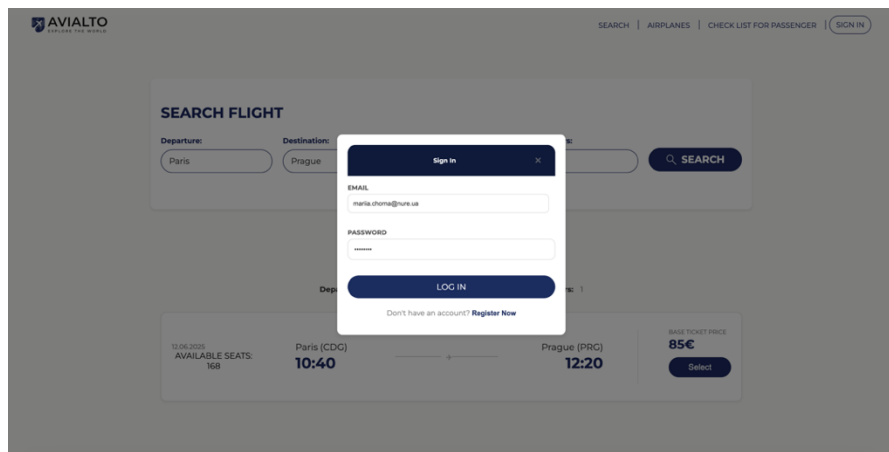 AVIALTO
EXPLORE THE WORLD
SEARCH | AIRPLANES | CHECK LIST FOR PASSENGER | SIGN IN
SEARCH FLIGHT
Departure:
Destination:
Paris
Prague
SEARCH
Sign In
EMAIL
mariia.choma@nure.ua
PASSWORD
••••••••
LOG IN
Don't have an account? Register Now
1
12.06.2025
AVAILABLE SEATS:
168
Paris (CDG)
10:40
Prague (PRG)
12:20
BASE TICKET PRICE
85€
Select